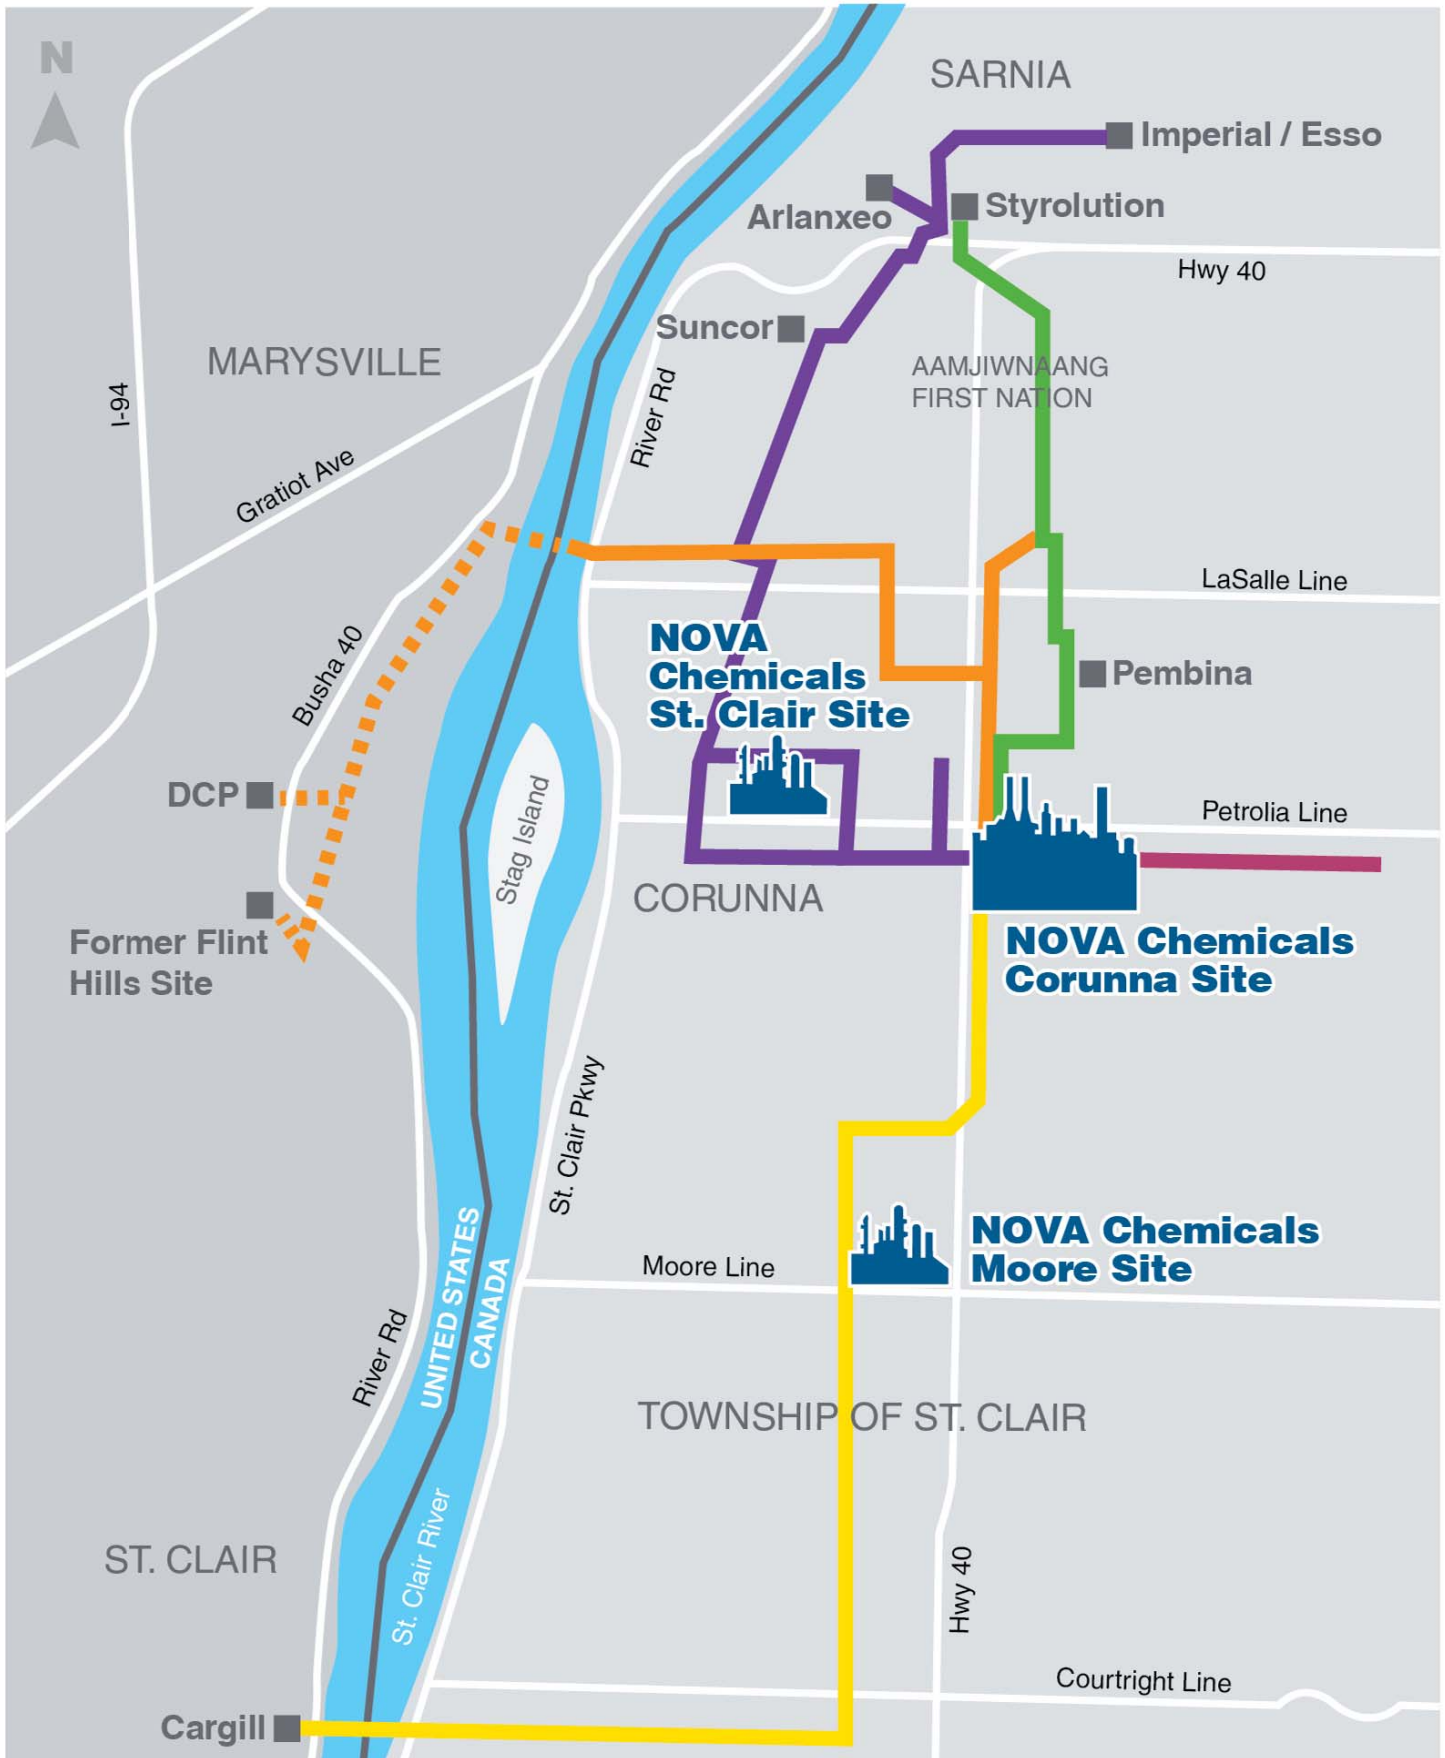 N
SARNIA
Imperial / Esso
Arlanxeo
Styrolution
Hwy 40
Suncor
MARYSVILLE
AAMJIWNAANG
FIRST NATION
I-94
River Rd
Gratiot Ave
LaSalle Line
Busha 40
NOVA
Chemicals
St. Clair Site
Pembina
DCP
Stag Island
Petrolia Line
CORUNNA
Former Flint
Hills Site
NOVA Chemicals
Corunna Site
St. Clair Pkwy
UNITED STATES
CANADA
Moore Line
NOVA Chemicals
Moore Site
River Rd
TOWNSHIP OF ST. CLAIR
ST. CLAIR
St. Clair River
Hwy 40
Courtright Line
Cargill